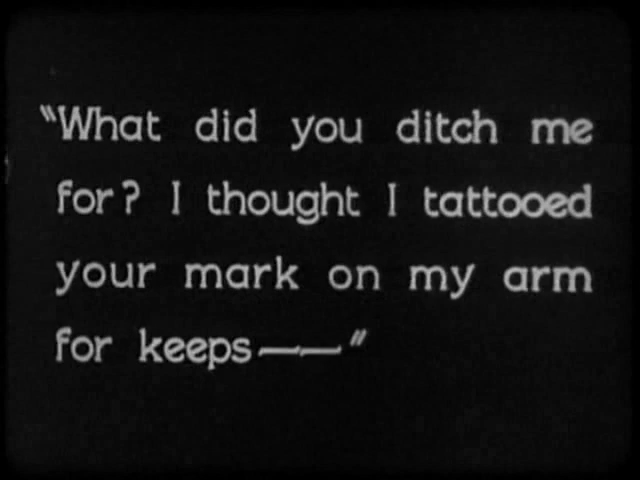 "What did you ditch me
for? I thought I tattooed
your mark on my arm
for keeps——"